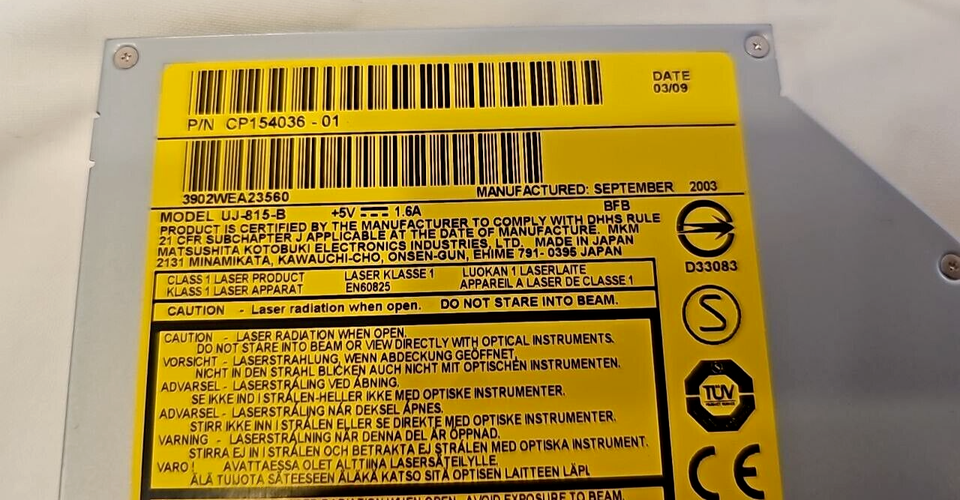 DATE
03/09
P/N CP154036 - 01
3902WEA23560
MANUFACTURED: SEPTEMBER 2003
MODEL UJ-815-B +5V 1.6A BFB
PRODUCT IS CERTIFIED BY THE MANUFACTURER TO COMPLY WITH DHHS RULE
21 CFR SUBCHAPTER J APPLICABLE AT THE DATE OF MANUFACTURE. MKM
MATSUSHITA KOTOBUKI ELECTRONICS INDUSTRIES, LTD. MADE IN JAPAN
2131 MINAMIKATA, KAWAUCHI-CHO, ONSEN-GUN, EHIME 791- 0395 JAPAN
D33083
CLASS 1 LASER PRODUCT LASER KLASSE 1 LUOKAN 1 LASERLAITE
KLASS 1 LASER APPARAT EN60825 APPAREIL A LASER DE CLASSE 1
CAUTION - Laser radiation when open. DO NOT STARE INTO BEAM.
S
CAUTION - LASER RADIATION WHEN OPEN.
DO NOT STARE INTO BEAM OR VIEW DIRECTLY WITH OPTICAL INSTRUMENTS.
VORSICHT - LASERSTRAHLUNG, WENN ABDECKUNG GEÖFFNET,
NICHT IN DEN STRAHL BLICKEN AUCH NICHT MIT OPTISCHEN INSTRUMENTEN.
ADVARSEL - LASERSTRÅLING VED ÅBNING.
SE IKKE IND I STRÅLEN-HELLER IKKE MED OPTISKE INSTRUMENTER.
ADVARSEL - LASERSTRÅLING NÅR DEKSEL ÅPNES.
STIRR IKKE INN I STRÅLEN ELLER SE DIREKTE MED OPTISKE INSTRUMENTER.
VARNING - LASERSTRÅLNING NÄR DENNA DEL ÄR ÖPPNAD.
STIRRA EJ IN I STRÅLEN OCH BETRAKTA EJ STRÅLEN MED OPTISKA INSTRUMENT.
VARO! AVATTAESSA OLET ALTTIINA LASERSÄTEILYLLE,
ÄLÄ TUIJOTA SÄTEESEEN ÄLÄKÄ KATSO SITÄ OPTISEN LAITTEEN LÄPI.
TÜV
CE